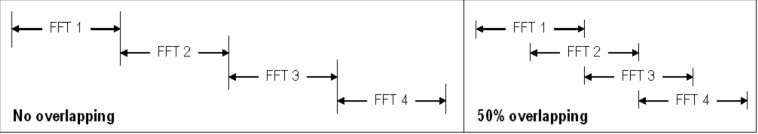 FFT 1
FFT 2
FFT 3
FFT 4
No overlapping
FFT 1
FFT 2
FFT 3
FFT 4
50% overlapping